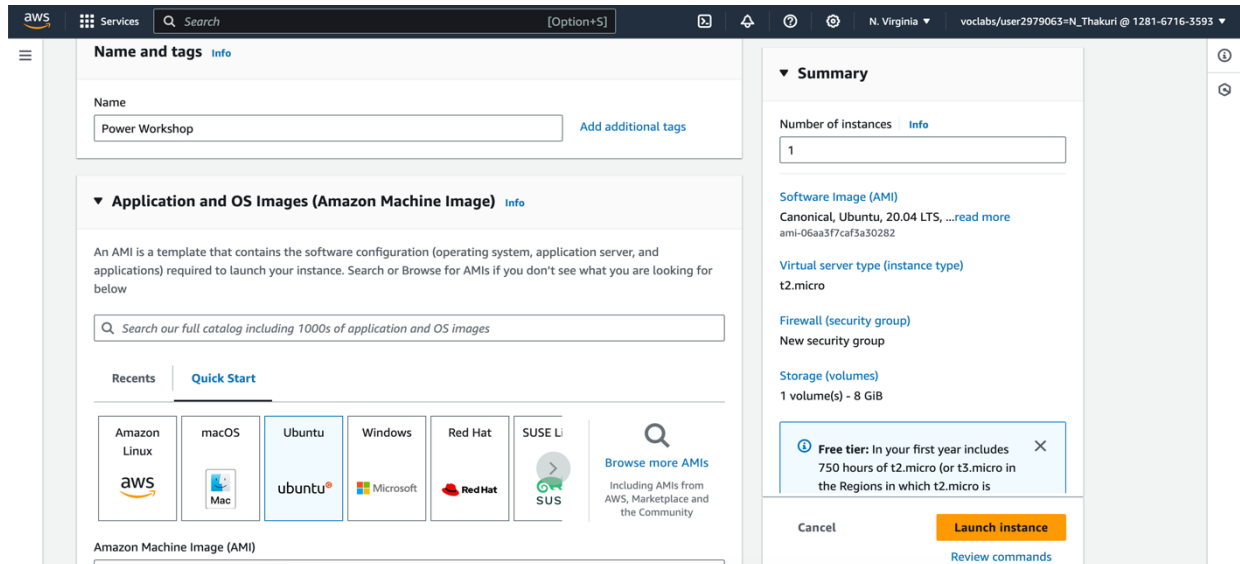 aws
Services
Search
[Option+S]
N. Virginia
voclabs/user2979063=N_Thakuri @ 1281-6716-3593
Name and tags Info
Name
Power Workshop
Add additional tags
Application and OS Images (Amazon Machine Image) Info
An AMI is a template that contains the software configuration (operating system, application server, and
applications) required to launch your instance. Search or Browse for AMIs if you don't see what you are looking for
below
Search our full catalog including 1000s of application and OS images
Recents
Quick Start
Amazon
Linux
aws
macOS
Mac
Ubuntu
ubuntu
Windows
Microsoft
Red Hat
Red Hat
SUSE Li
SUS
Browse more AMIs
Including AMIs from
AWS, Marketplace and
the Community
Amazon Machine Image (AMI)
Summary
Number of instances Info
1
Software Image (AMI)
Canonical, Ubuntu, 20.04 LTS, ...read more
ami-06aa3f7caf3a30282
Virtual server type (instance type)
t2.micro
Firewall (security group)
New security group
Storage (volumes)
1 volume(s) - 8 GiB
Free tier: In your first year includes
750 hours of t2.micro (or t3.micro in
the Regions in which t2.micro is
Cancel
Launch instance
Review commands